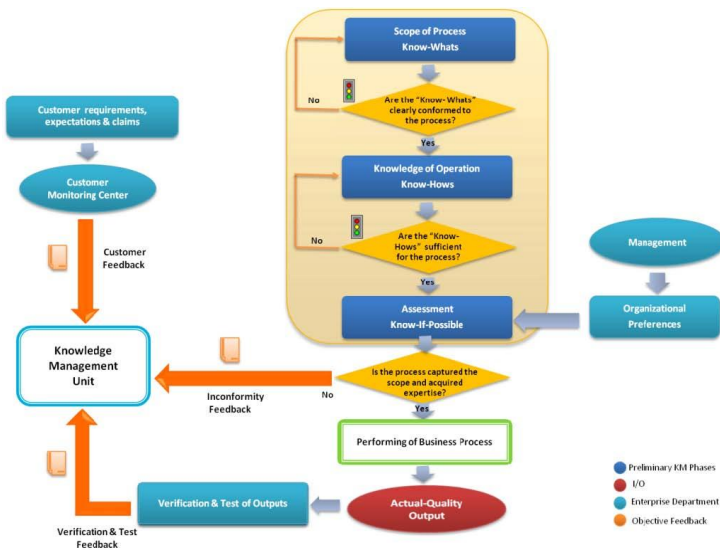 Scope of Process
Know-Whats
No
Are the "Know-Whats"
clearly conformed to
the process?
Yes
Knowledge of Operation
Know-Hows
No
Are the "Know-
Hows" sufficient
for the process?
Yes
Assessment
Know-If-Possible
Management
Organizational
Preferences
Customer requirements,
expectations & claims
Customer
Monitoring Center
Customer
Feedback
Knowledge
Management
Unit
Inconformity
Feedback
No
Is the process captured the
scope and acquired
expertise?
Yes
Performing of Business Process
Actual-Quality
Output
Verification & Test of Outputs
Verification & Test
Feedback
Preliminary KM Phases
I/O
Enterprise Department
Objective Feedback